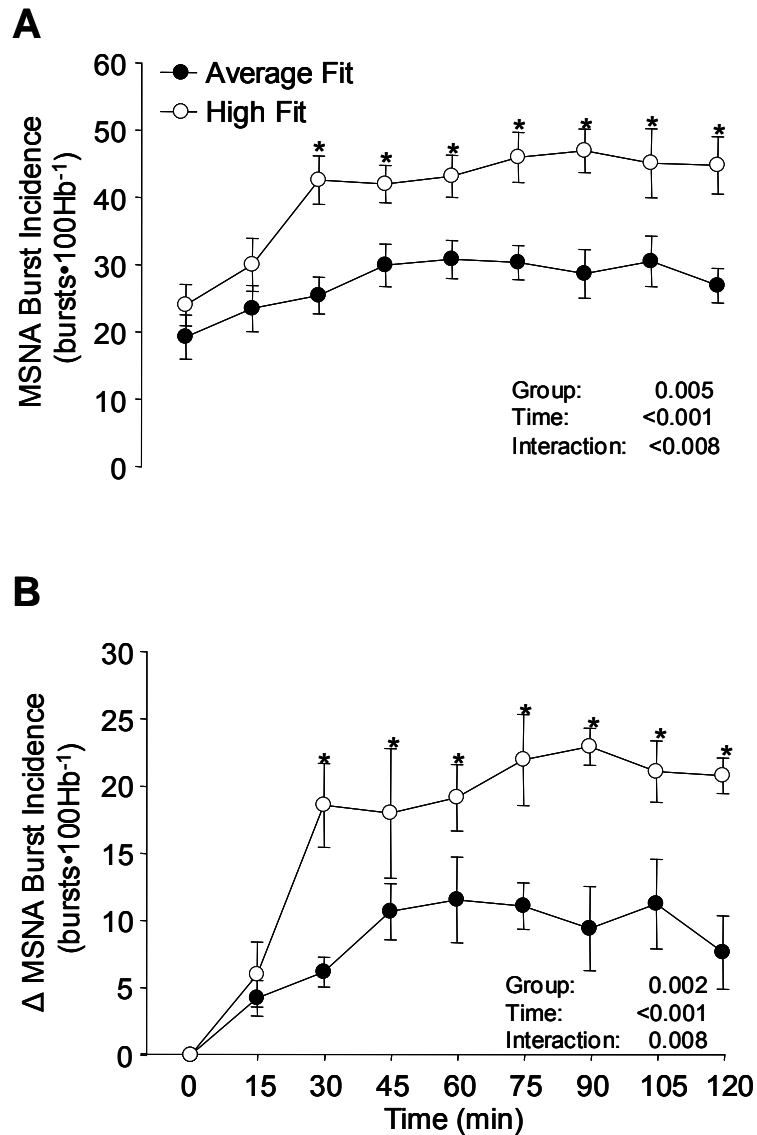 A
60
50
40
30
20
10
0
MSNA Burst Incidence
(bursts•100Hb⁻¹)
Average Fit
High Fit
* * * * * * *
Group: 0.005
Time: <0.001
Interaction: <0.008
B
30
25
20
15
10
5
0
Δ MSNA Burst Incidence
(bursts•100Hb⁻¹)
* * * * * * *
Group: 0.002
Time: <0.001
Interaction: 0.008
0 15 30 45 60 75 90 105 120
Time (min)